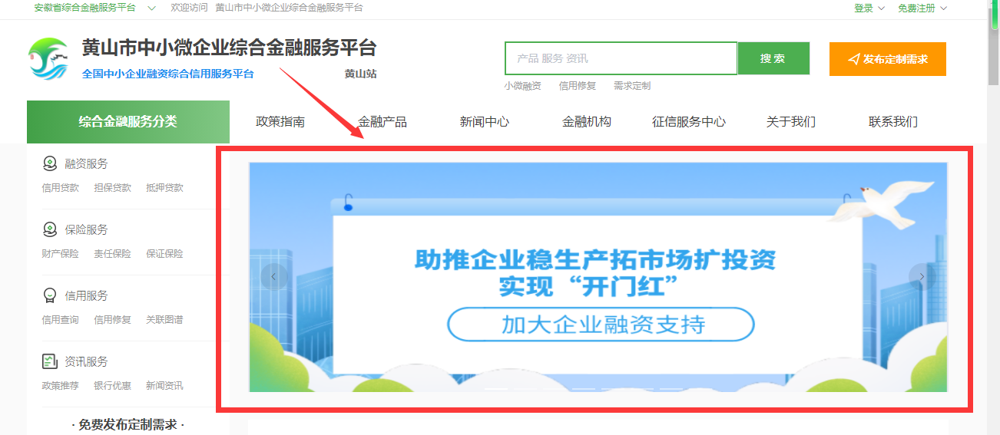 安徽省综合金融服务平台 欢迎访问 黄山市中小微企业综合金融服务平台 登录 免费注册
黄山市中小微企业综合金融服务平台
全国中小企业融资综合信用服务平台 黄山站
产品 服务 资讯 搜 索 发布定制需求
小微融资 信用修复 需求定制
综合金融服务分类 政策指南 金融产品 新闻中心 金融机构 征信服务中心 关于我们 联系我们
融资服务
信用贷款 担保贷款 抵押贷款
保险服务
财产保险 责任保险 保证保险
信用服务
信用查询 信用修复 关联图谱
资讯服务
政策推荐 银行优惠 新闻资讯
· 免费发布定制需求 ·
助推企业稳生产拓市场扩投资
实现“开门红”
加大企业融资支持